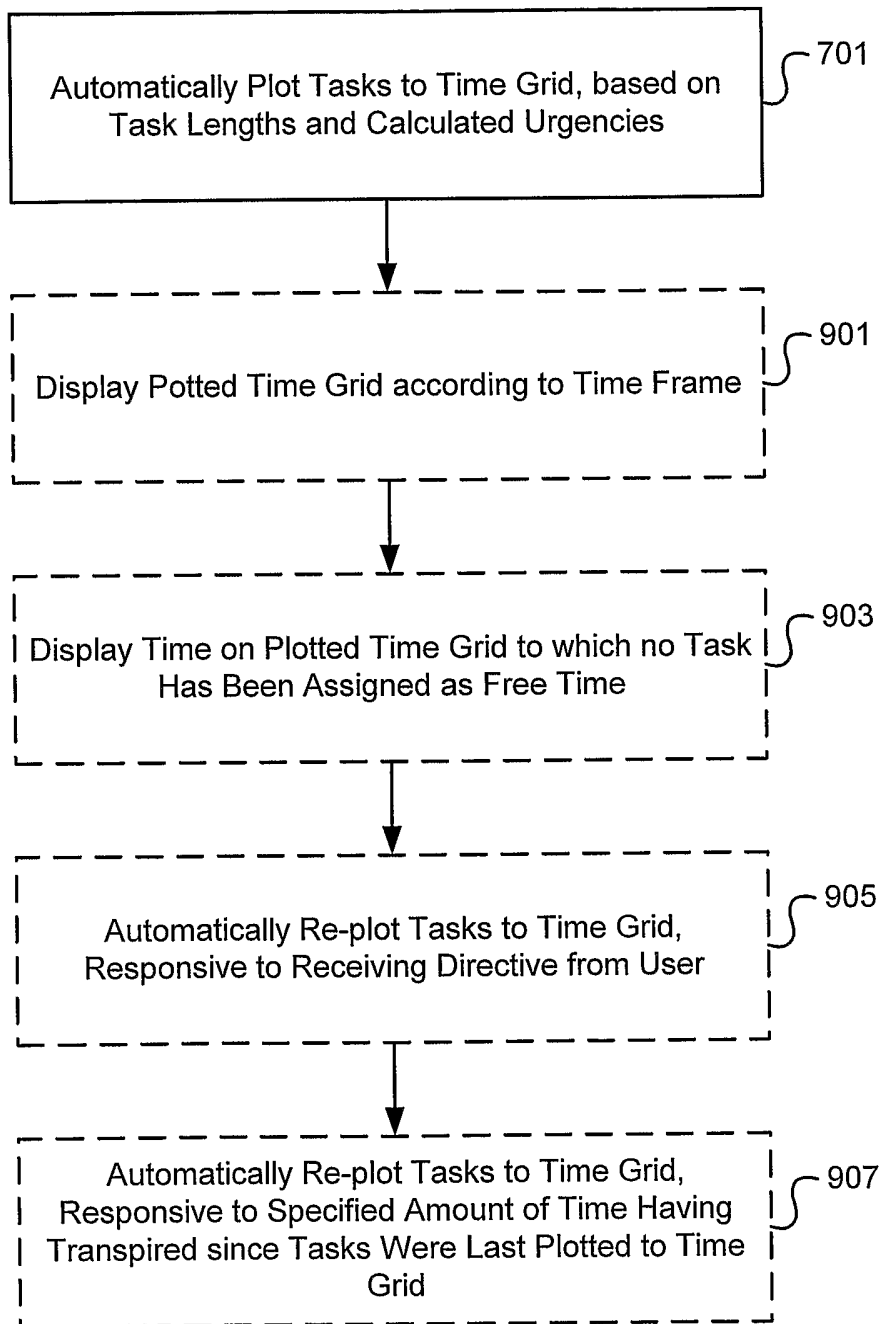 Automatically Plot Tasks to Time Grid, based on
Task Lengths and Calculated Urgencies
701
Display Potted Time Grid according to Time Frame
901
Display Time on Plotted Time Grid to which no Task
Has Been Assigned as Free Time
903
Automatically Re-plot Tasks to Time Grid,
Responsive to Receiving Directive from User
905
Automatically Re-plot Tasks to Time Grid,
Responsive to Specified Amount of Time Having
Transpired since Tasks Were Last Plotted to Time
Grid
907